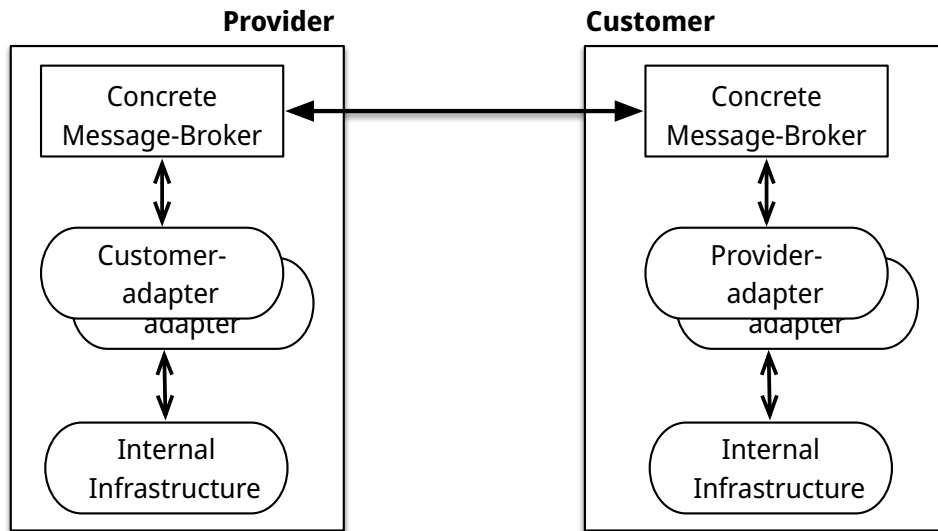 Provider
Concrete
Message-Broker
Customer-
adapter
adapter
Internal
Infrastructure
Customer
Concrete
Message-Broker
Provider-
adapter
adapter
Internal
Infrastructure